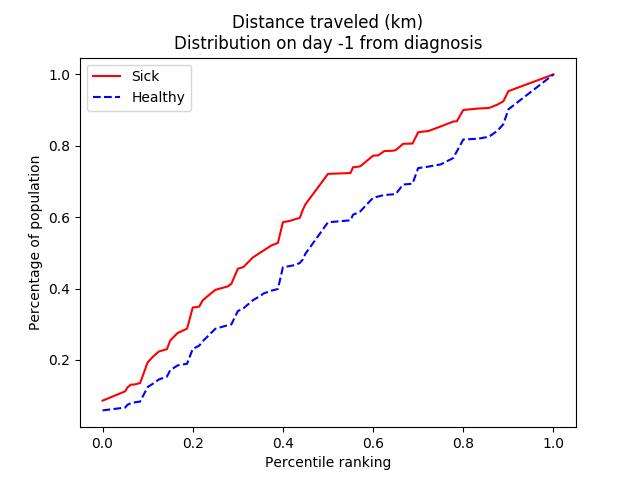 Distance traveled (km)
Distribution on day -1 from diagnosis
Sick
Healthy
Percentage of population
1.0
0.8
0.6
0.4
0.2
0.0
0.2
0.4
0.6
0.8
1.0
Percentile ranking